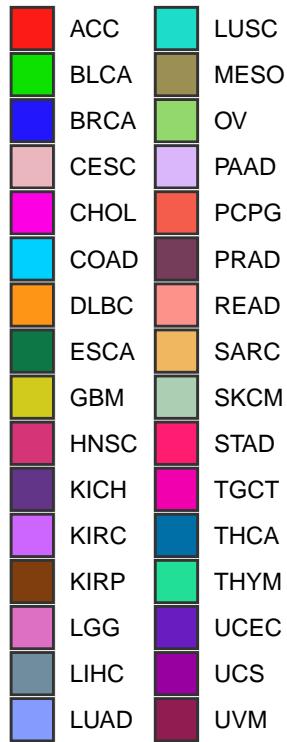 ACC
BLCA
BRCA
CESC
CHOL
COAD
DLBC
ESCA
GBM
HNSC
KICH
KIRC
KIRP
LGG
LIHC
LUAD
LUSC
MESO
OV
PAAD
PCPG
PRAD
READ
SARC
SKCM
STAD
TGCT
THCA
THYM
UCEC
UCS
UVM